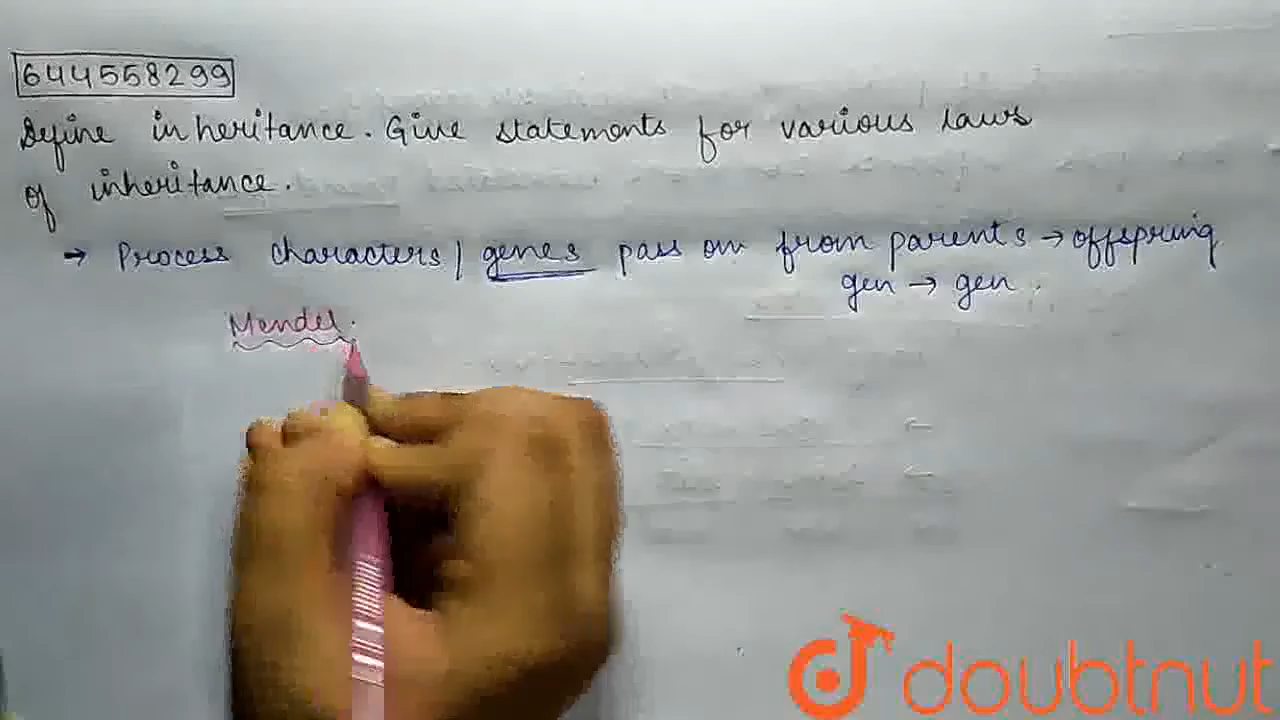 644558299
Define inheritance. Give statements for various laws
of inheritance.
→ Process characters / genes pass on from parents → offspring
gen → gen.
Mendel.
doubtnut